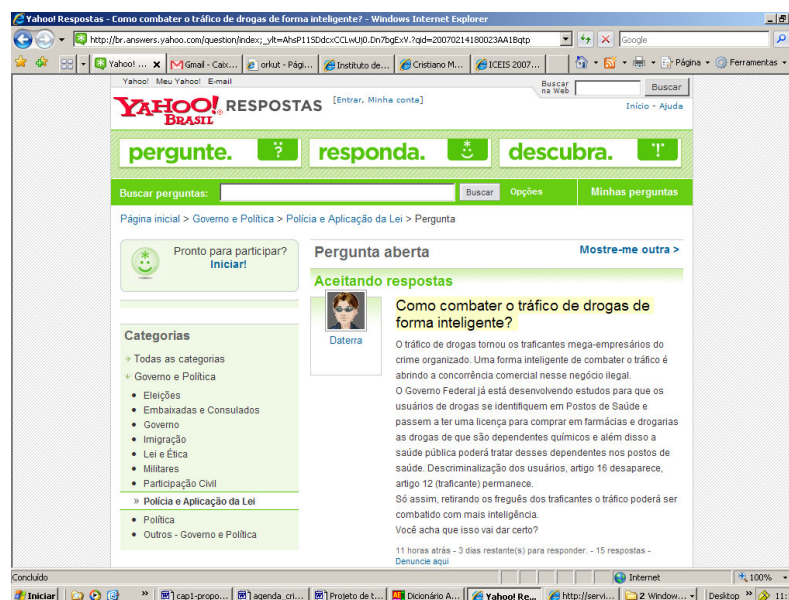 Yahoo! Respostas - Como combater o tráfico de drogas de forma inteligente? - Windows Internet Explorer
http://br.answers.yahoo.com/question/index;_ylt=AhsP11SDdcxCCLwUj0.Dn7bgExV.?qid=20070214180023AA1Bqtp
Google
Yahoo! ... Gmail - Caix... orkut - Pági... Instituto de... Cristiano M... ICEIS 2007... Página Ferramentas
Yahoo! Meu Yahoo! E-mail
Buscar na Web
Buscar
YAHOO! BRASIL RESPOSTAS
[Entrar, Minha conta]
Início - Ajuda
pergunte. responda. descubra.
Buscar perguntas: Buscar Opções Minhas perguntas
Página inicial > Governo e Política > Polícia e Aplicação da Lei > Pergunta
Pronto para participar?
Iniciar!
Categorias
Todas as categorias
Governo e Política
Eleições
Embaixadas e Consulados
Governo
Imigração
Lei e Ética
Militares
Participação Civil
» Polícia e Aplicação da Lei
Política
Outros - Governo e Política
Pergunta aberta
Mostre-me outra >
Aceitando respostas
Daterra
Como combater o tráfico de drogas de
forma inteligente?
O tráfico de drogas tornou os traficantes mega-empresários do
crime organizado. Uma forma inteligente de combater o tráfico é
abrindo a concorrência comercial nesse negócio ilegal.
O Governo Federal já está desenvolvendo estudos para que os
usuários de drogas se identifiquem em Postos de Saúde e
passem a ter uma licença para comprar em farmácias e drogarias
as drogas de que são dependentes químicos e além disso a
saúde pública poderá tratar desses dependentes nos postos de
saúde. Descriminalização dos usuários, artigo 16 desaparece,
artigo 12 (traficante) permanece.
Só assim, retirando os freguês dos traficantes o tráfico poderá ser
combatido com mais inteligência.
Você acha que isso vai dar certo?
11 horas atrás - 3 dias restante(s) para responder. - 15 respostas -
Denuncie aqui
Concluído
Internet
100%
Iniciar » cap1-propo... agenda_cri... Projeto de t... Dicionário A... Yahoo! Re... http://servi... 2 Window... Desktop » 11: